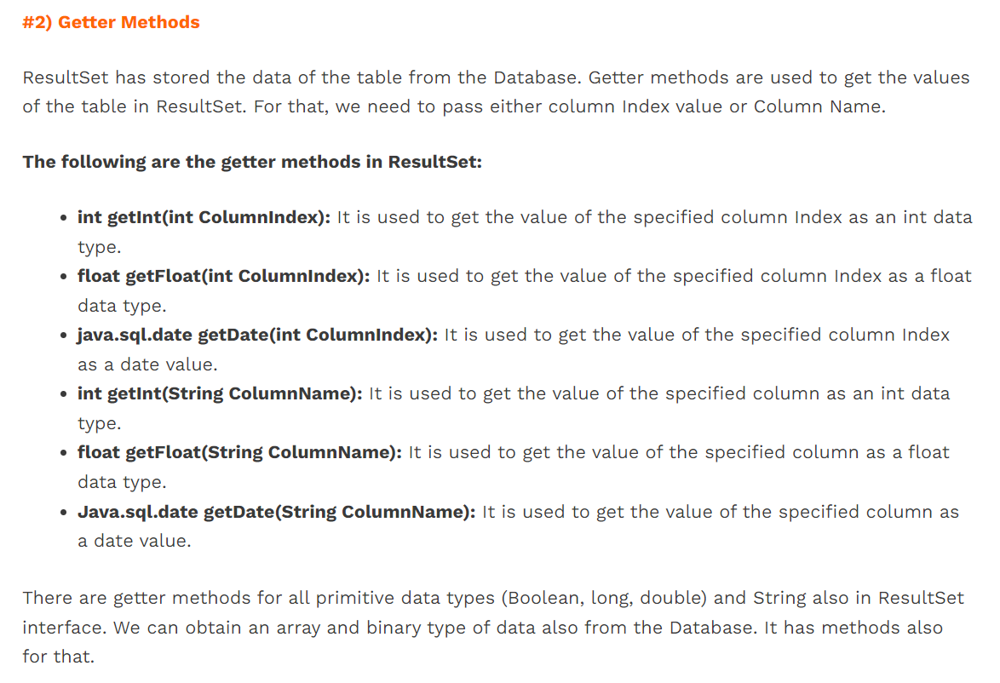 #2) Getter Methods
ResultSet has stored the data of the table from the Database. Getter methods are used to get the values
of the table in ResultSet. For that, we need to pass either column Index value or Column Name.
The following are the getter methods in ResultSet:
• int getInt(int ColumnIndex): It is used to get the value of the specified column Index as an int data
type.
• float getFloat(int ColumnIndex): It is used to get the value of the specified column Index as a float
data type.
• java.sql.date getDate(int ColumnIndex): It is used to get the value of the specified column Index
as a date value.
• int getInt(String ColumnName): It is used to get the value of the specified column as an int data
type.
• float getFloat(String ColumnName): It is used to get the value of the specified column as a float
data type.
• Java.sql.date getDate(String ColumnName): It is used to get the value of the specified column as
a date value.
There are getter methods for all primitive data types (Boolean, long, double) and String also in ResultSet
interface. We can obtain an array and binary type of data also from the Database. It has methods also
for that.